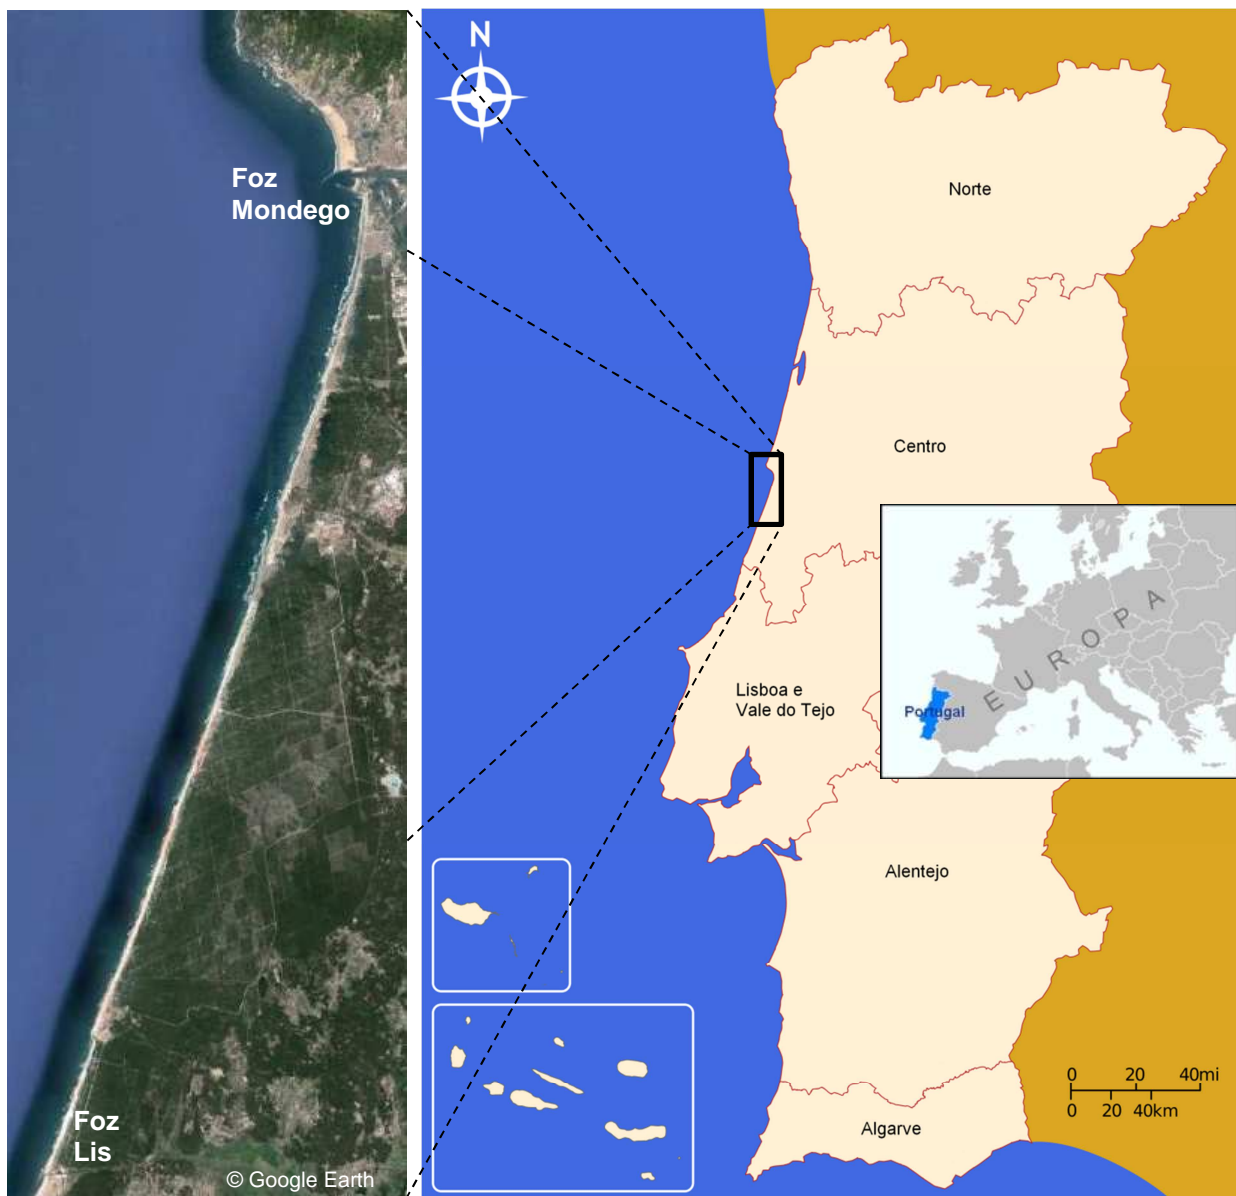 Foz
Mondego
Foz
Lis
© Google Earth
N
Norte
Centro
Lisboa e
Vale do Tejo
Alentejo
Algarve
EUROPA
Portugal
0 20 40mi
0 20 40km